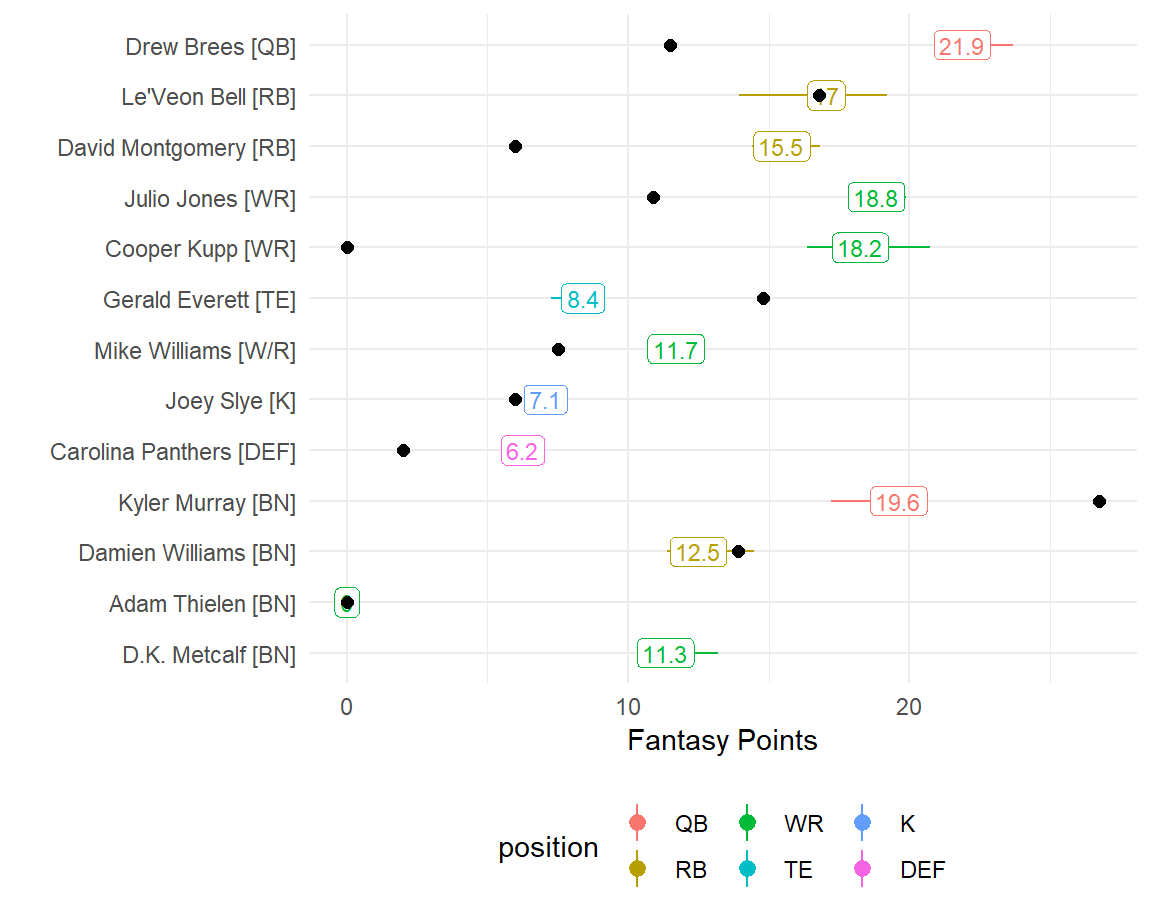 Drew Brees [QB] 21.9
Le'Veon Bell [RB]
David Montgomery [RB] 15.5
Julio Jones [WR] 18.8
Cooper Kupp [WR] 18.2
Gerald Everett [TE] 8.4
Mike Williams [W/R] 11.7
Joey Slye [K] 7.1
Carolina Panthers [DEF] 6.2
Kyler Murray [BN] 19.6
Damien Williams [BN] 12.5
Adam Thielen [BN]
D.K. Metcalf [BN] 11.3
0 10 20
Fantasy Points
position
QB WR K
RB TE DEF